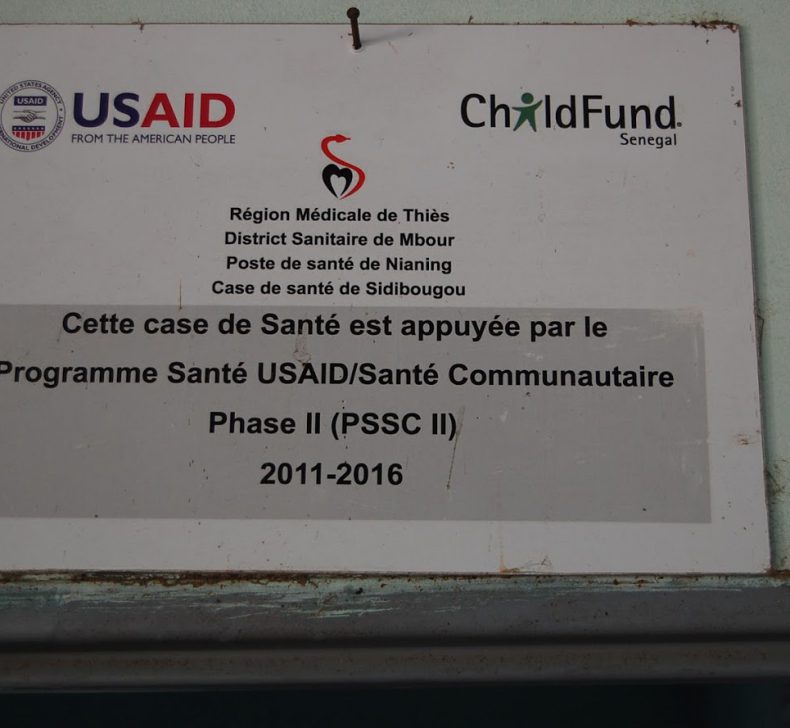 UNITED STATES AGENCY
INTERNATIONAL DEVELOPMENT
USAID
USAID
FROM THE AMERICAN PEOPLE
ChildFund.
Senegal
Région Médicale de Thiès
District Sanitaire de Mbour
Poste de santé de Nianing
Case de santé de Sidibougou
Cette case de Santé est appuyée par le
Programme Santé USAID/Santé Communautaire
Phase II (PSSC II)
2011-2016